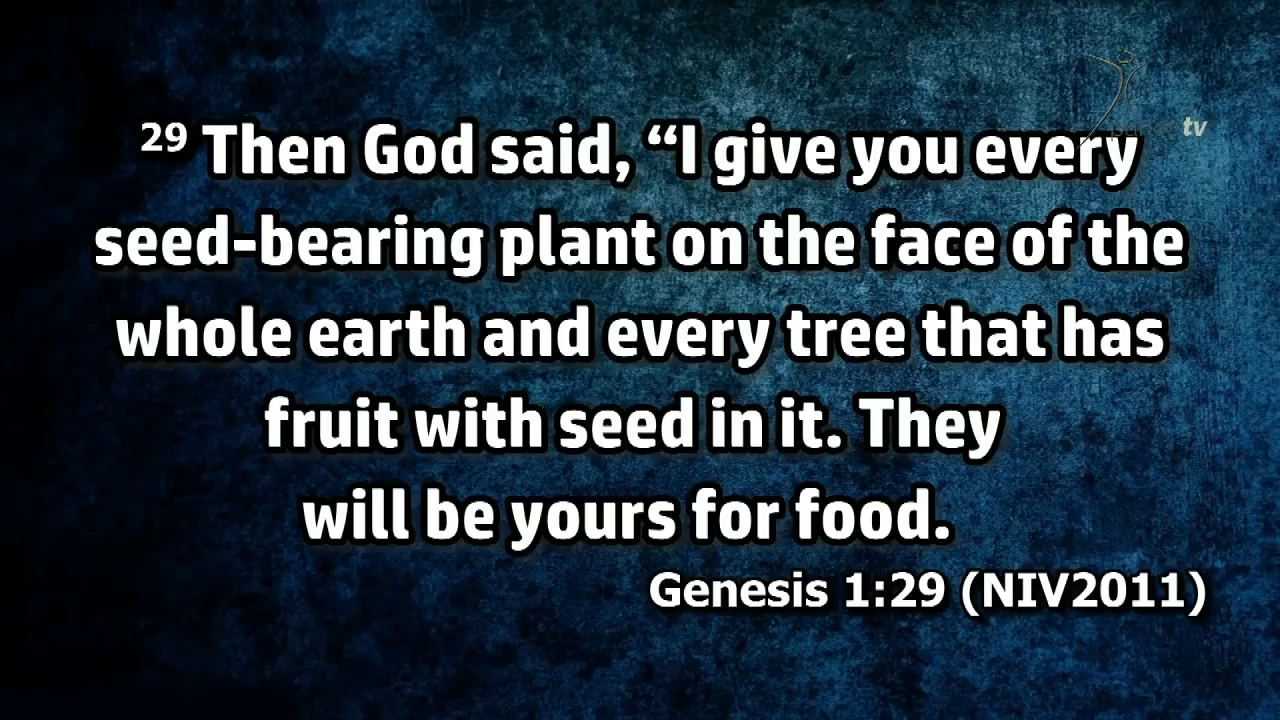 29 Then God said, “I give you every
seed-bearing plant on the face of the
whole earth and every tree that has
fruit with seed in it. They
will be yours for food.
Genesis 1:29 (NIV2011)
tv